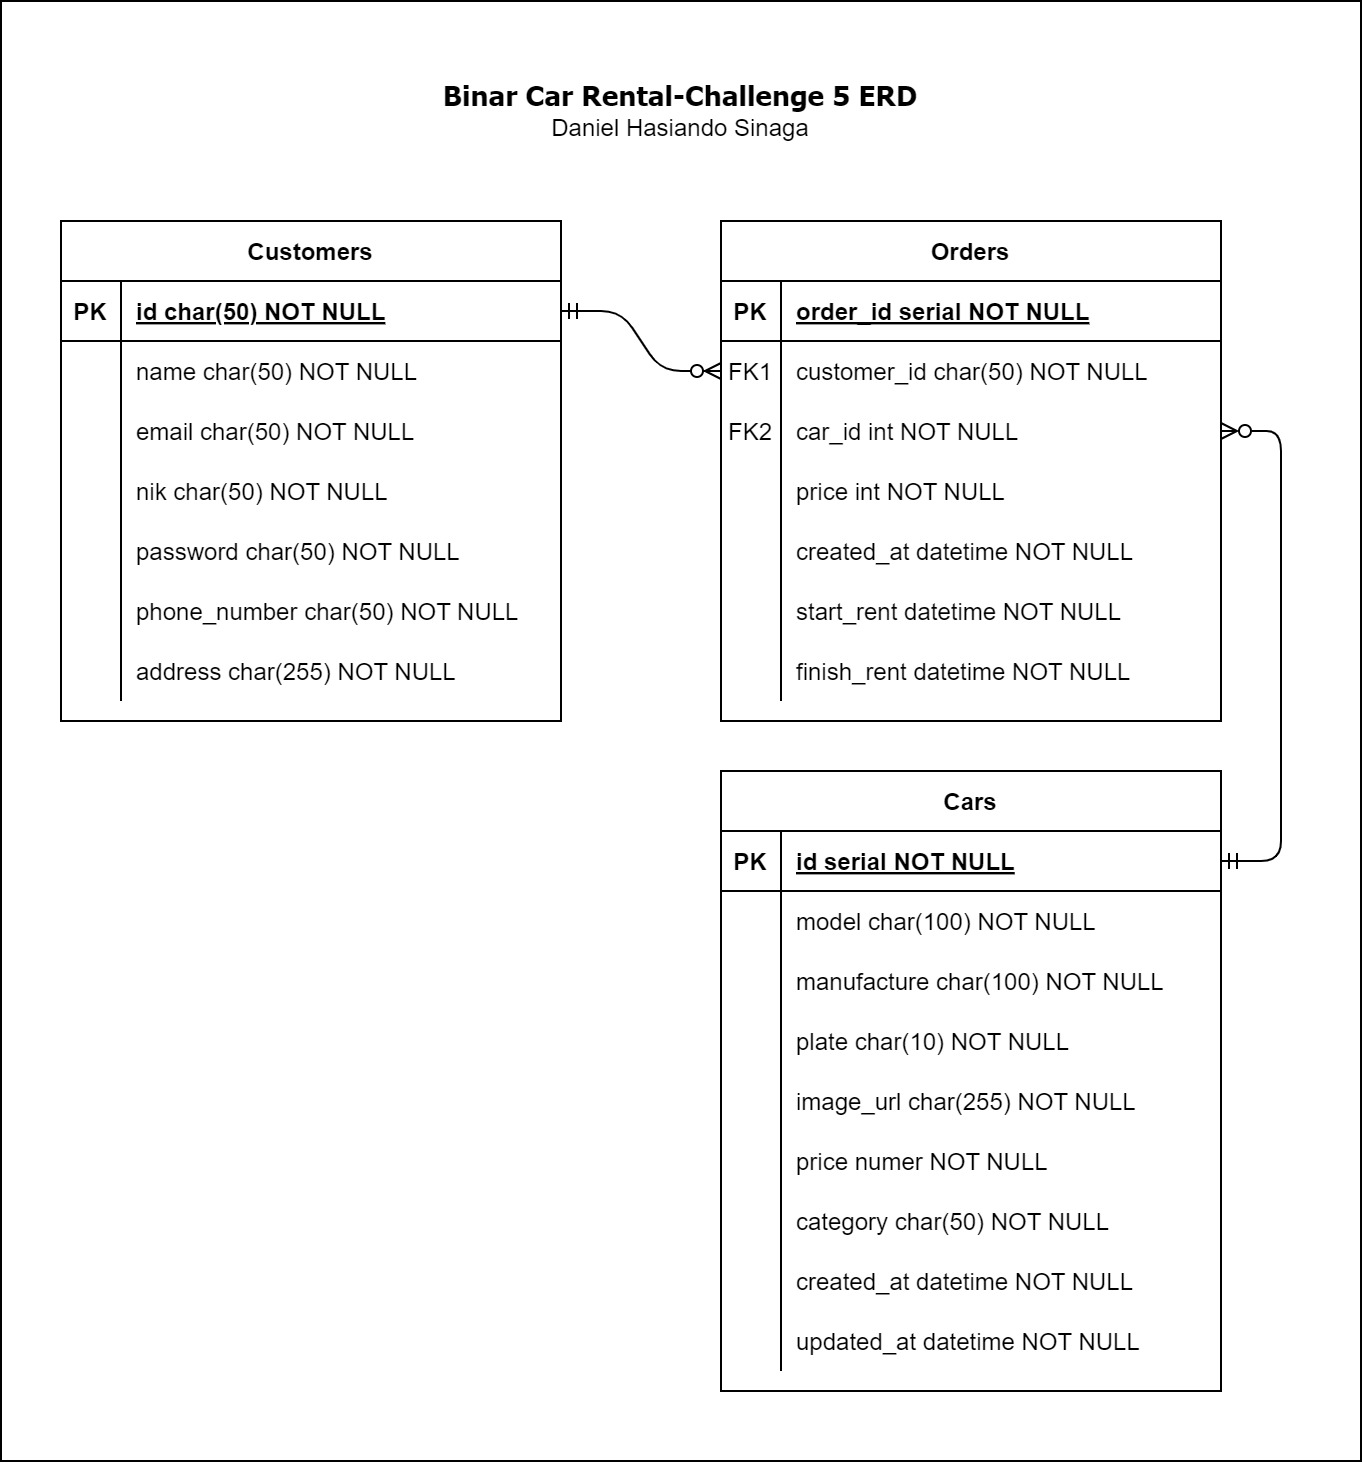 Binar Car Rental-Challenge 5 ERD
Daniel Hasiando Sinaga
Customers
PK id char(50) NOT NULL
name char(50) NOT NULL
email char(50) NOT NULL
nik char(50) NOT NULL
password char(50) NOT NULL
phone_number char(50) NOT NULL
address char(255) NOT NULL
Orders
PK order_id serial NOT NULL
FK1 customer_id char(50) NOT NULL
FK2 car_id int NOT NULL
price int NOT NULL
created_at datetime NOT NULL
start_rent datetime NOT NULL
finish_rent datetime NOT NULL
Cars
PK id serial NOT NULL
model char(100) NOT NULL
manufacture char(100) NOT NULL
plate char(10) NOT NULL
image_url char(255) NOT NULL
price numer NOT NULL
category char(50) NOT NULL
created_at datetime NOT NULL
updated_at datetime NOT NULL